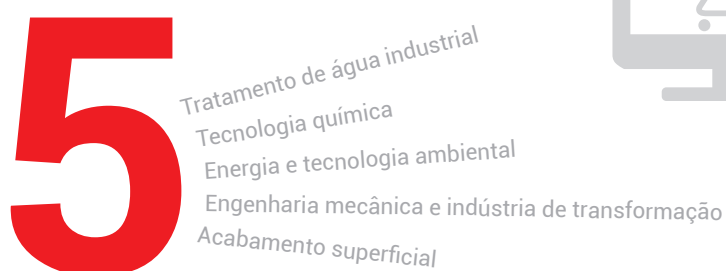 5
Tratamento de água industrial
Tecnologia química
Energia e tecnologia ambiental
Engenharia mecânica e indústria de transformação
Acabamento superficial